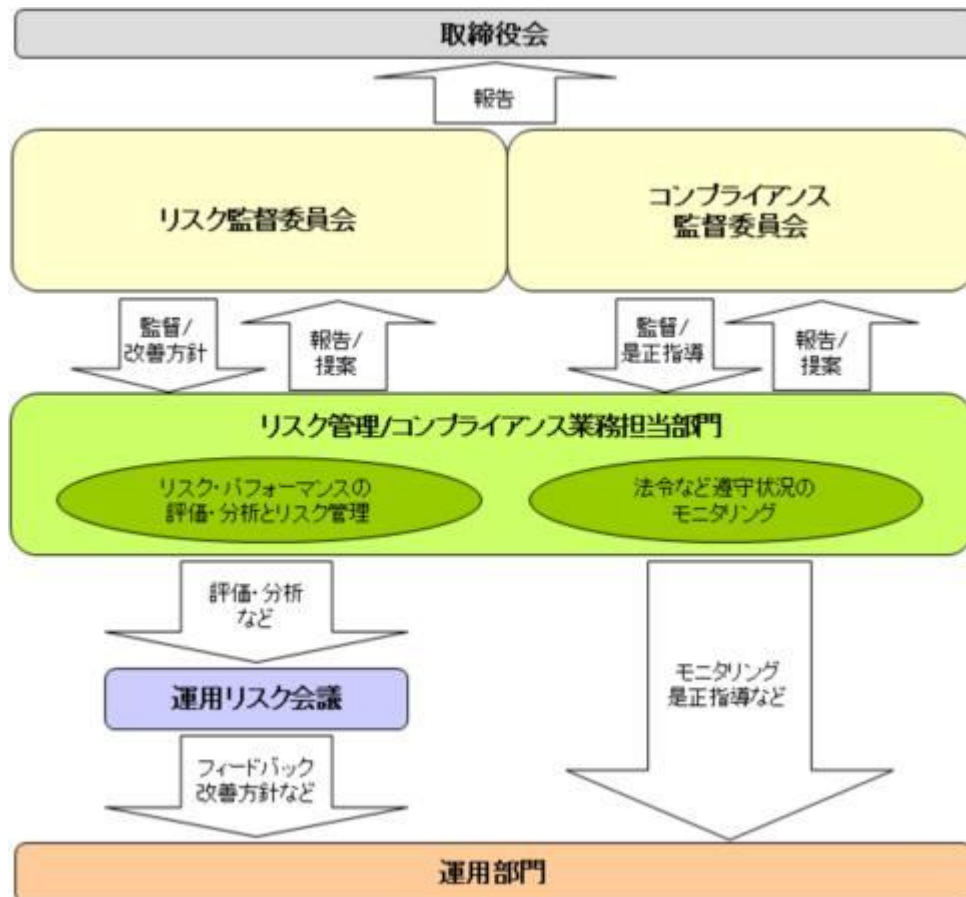 取締役会
報告
リスク監督委員会
コンプライアンス
監督委員会
監督/
改善方針
報告/
提案
監督/
是正指導
報告/
提案
リスク管理/コンプライアンス業務担当部門
リスク・パフォーマンスの
評価・分析とリスク管理
法令など遵守状況の
モニタリング
評価・分析
など
運用リスク会議
モニタリング
是正指導など
フィードバック
改善方針など
運用部門